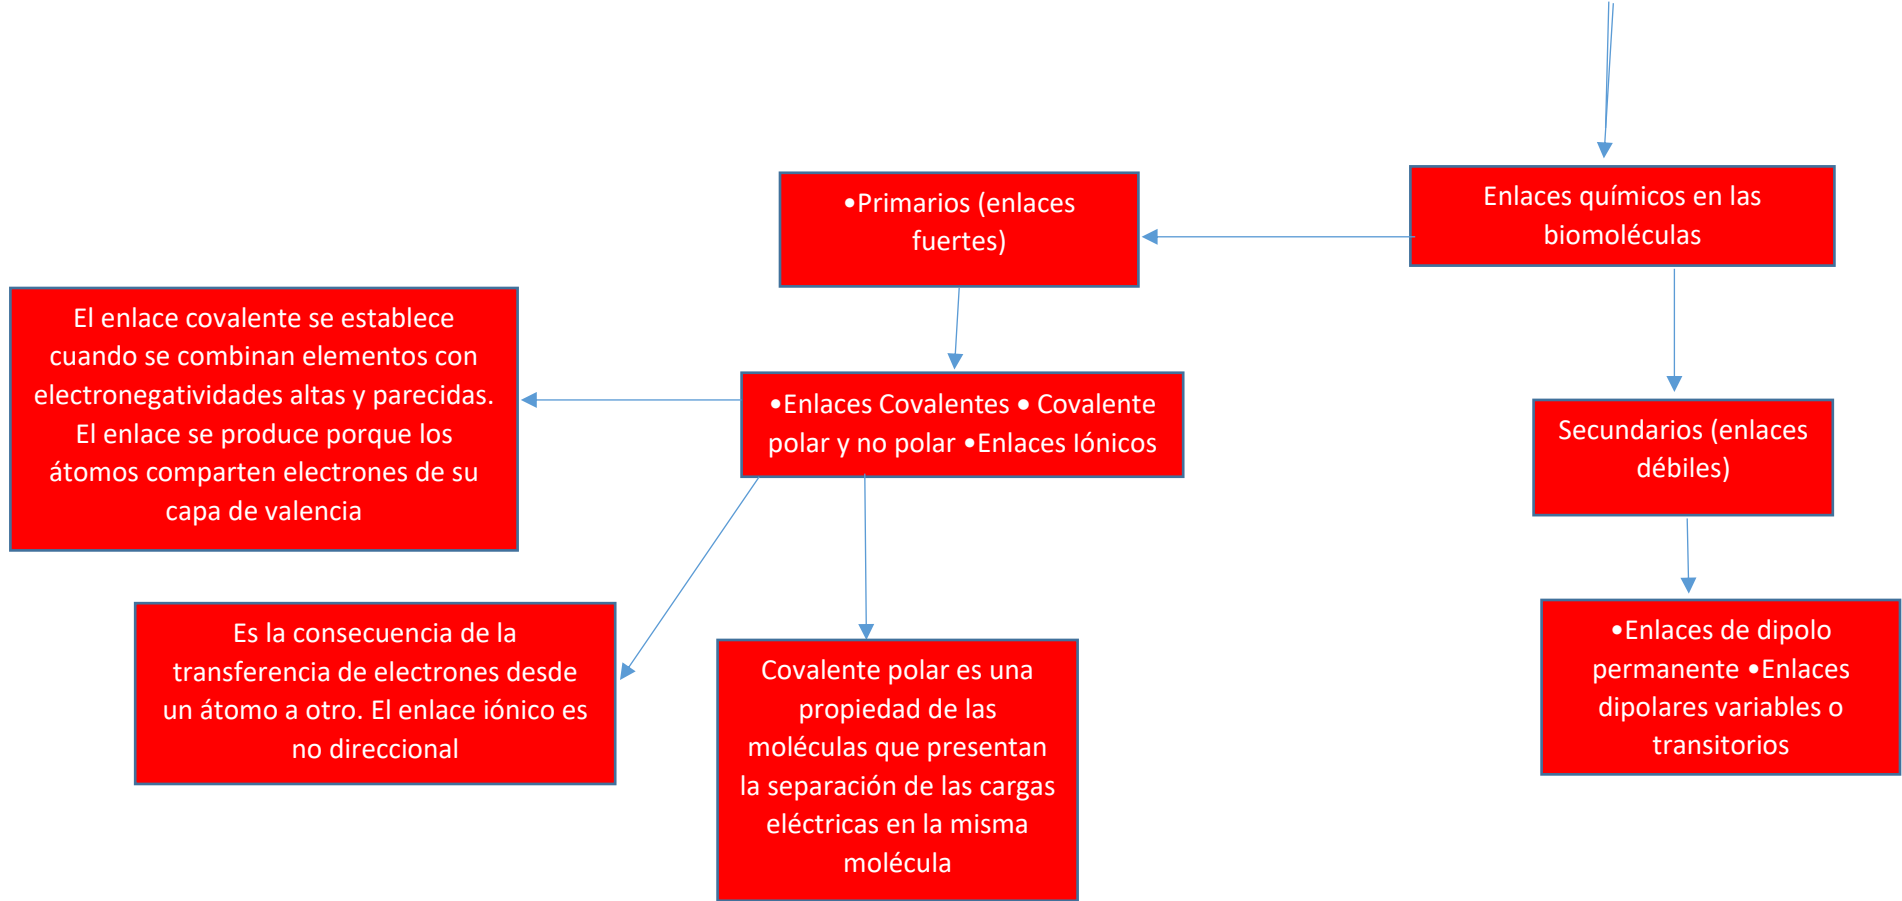 Enlaces químicos en las
biomoléculas
•Primarios (enlaces
fuertes)
El enlace covalente se establece
cuando se combinan elementos con
electronegatividades altas y parecidas.
El enlace se produce porque los
átomos comparten electrones de su
capa de valencia
•Enlaces Covalentes • Covalente
polar y no polar •Enlaces Iónicos
Secundarios (enlaces
débiles)
Es la consecuencia de la
transferencia de electrones desde
un átomo a otro. El enlace iónico es
no direccional
Covalente polar es una
propiedad de las
moléculas que presentan
la separación de las cargas
eléctricas en la misma
molécula
•Enlaces de dipolo
permanente •Enlaces
dipolares variables o
transitorios